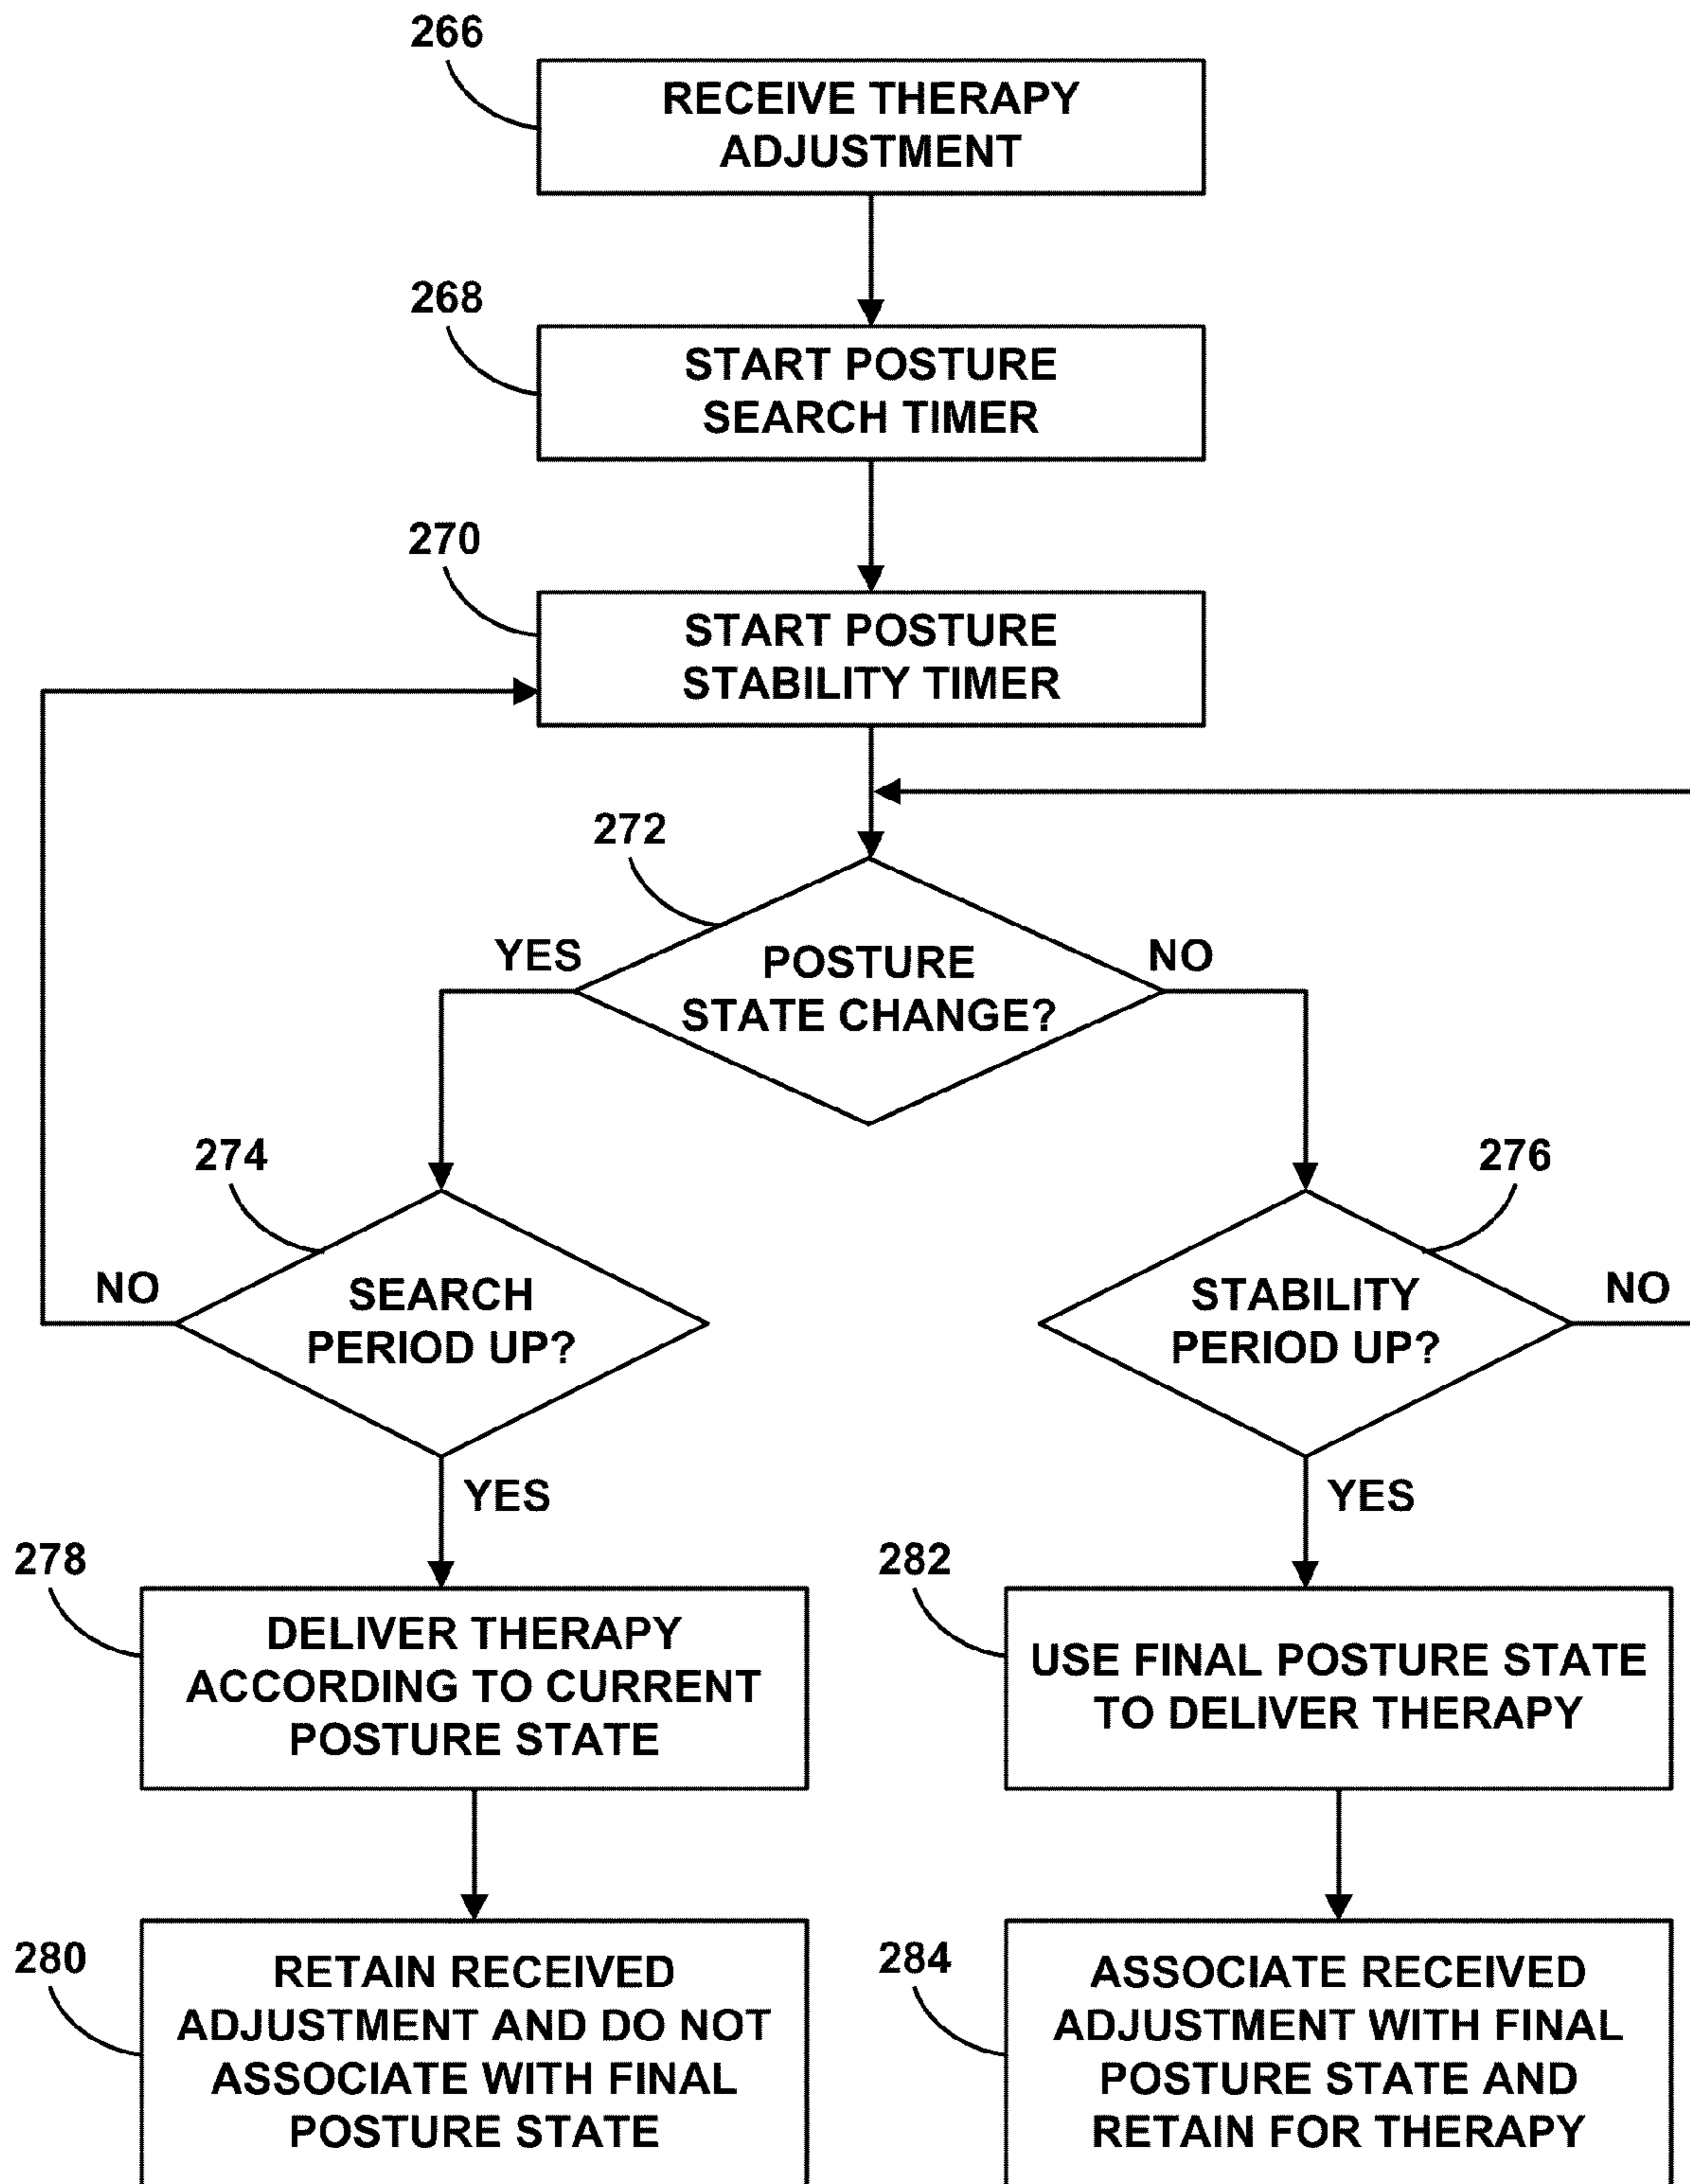 266
RECEIVE THERAPY
ADJUSTMENT
268
START POSTURE
SEARCH TIMER
270
START POSTURE
STABILITY TIMER
272
YES
POSTURE
STATE CHANGE?
NO
274
276
NO
SEARCH
PERIOD UP?
STABILITY
PERIOD UP?
NO
YES
YES
278
DELIVER THERAPY
ACCORDING TO CURRENT
POSTURE STATE
282
USE FINAL POSTURE STATE
TO DELIVER THERAPY
280
RETAIN RECEIVED
ADJUSTMENT AND DO NOT
ASSOCIATE WITH FINAL
POSTURE STATE
284
ASSOCIATE RECEIVED
ADJUSTMENT WITH FINAL
POSTURE STATE AND
RETAIN FOR THERAPY